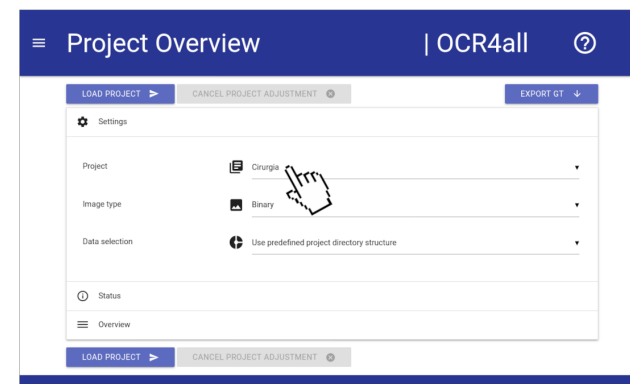 Project Overview | OCR4all
LOAD PROJECT CANCEL PROJECT ADJUSTMENT EXPORT GT
Settings
Project Cirurgia
Image type Binary
Data selection Use predefined project directory structure
Status
Overview
LOAD PROJECT CANCEL PROJECT ADJUSTMENT